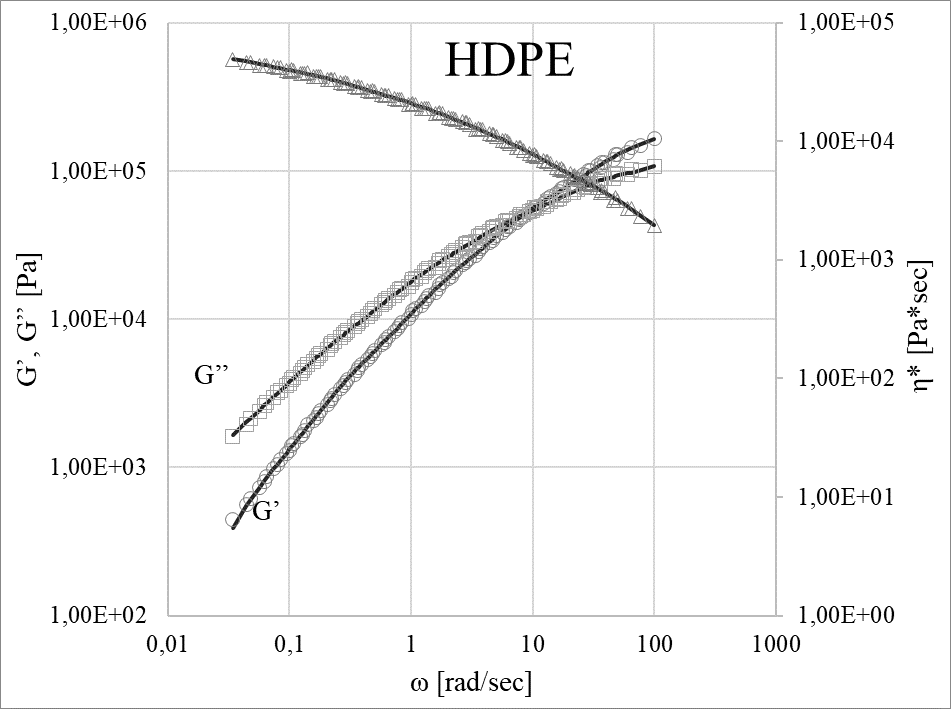 HDPE
1,00E+06
1,00E+05
1,00E+04
1,00E+03
1,00E+02
G’, G’’ [Pa]
G’’
G’
1,00E+05
1,00E+04
1,00E+03
1,00E+02
1,00E+01
1,00E+00
η* [Pa*sec]
0,01 0,1 1 10 100 1000
ω [rad/sec]